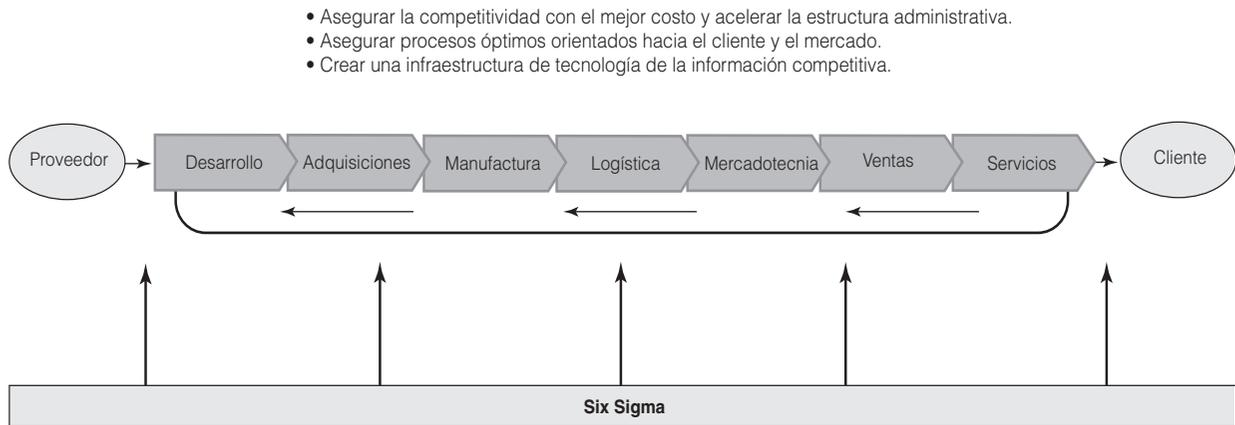 • Asegurar la competitividad con el mejor costo y acelerar la estructura administrativa.
• Asegurar procesos óptimos orientados hacia el cliente y el mercado.
• Crear una infraestructura de tecnología de la información competitiva.
Proveedor
Desarrollo
Adquisiciones
Manufactura
Logística
Mercadotecnia
Ventas
Servicios
Cliente
Six Sigma